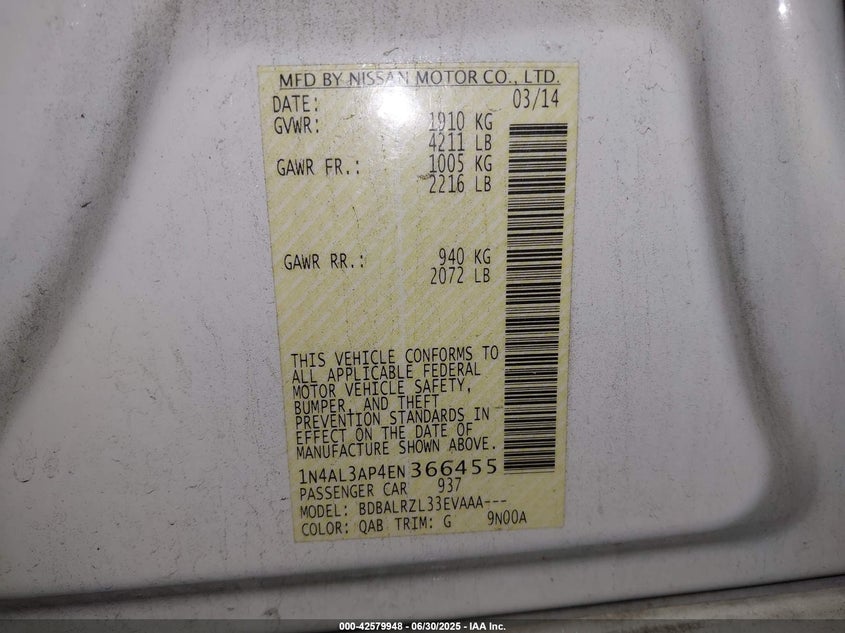 MFD BY NISSAN MOTOR CO., LTD.
DATE: 03/14
GVWR: 1910 KG
4211 LB
GAWR FR.: 1005 KG
2216 LB
GAWR RR.: 940 KG
2072 LB
THIS VEHICLE CONFORMS TO
ALL APPLICABLE FEDERAL
MOTOR VEHICLE SAFETY,
BUMPER, AND THEFT
PREVENTION STANDARDS IN
EFFECT ON THE DATE OF
MANUFACTURE SHOWN ABOVE.
1N4AL3AP4EN366455
PASSENGER CAR 937
MODEL: BDBALRZL33EVAAA---
COLOR: QAB TRIM: G 9N00A
000-42579948 - 06/30/2025 - IAA Inc.